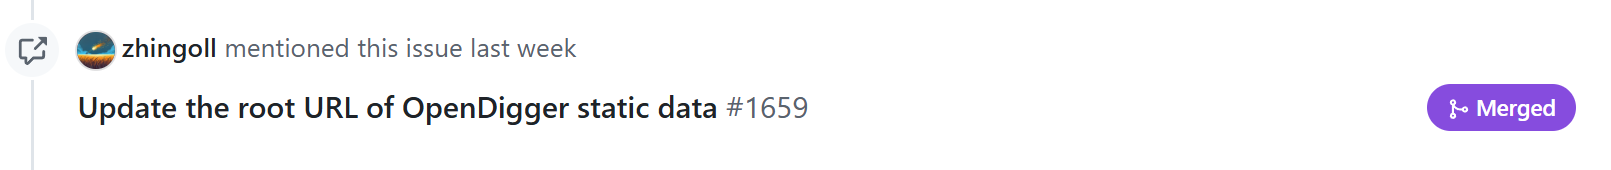 zhingoll mentioned this issue last week
Update the root URL of OpenDigger static data #1659
Merged